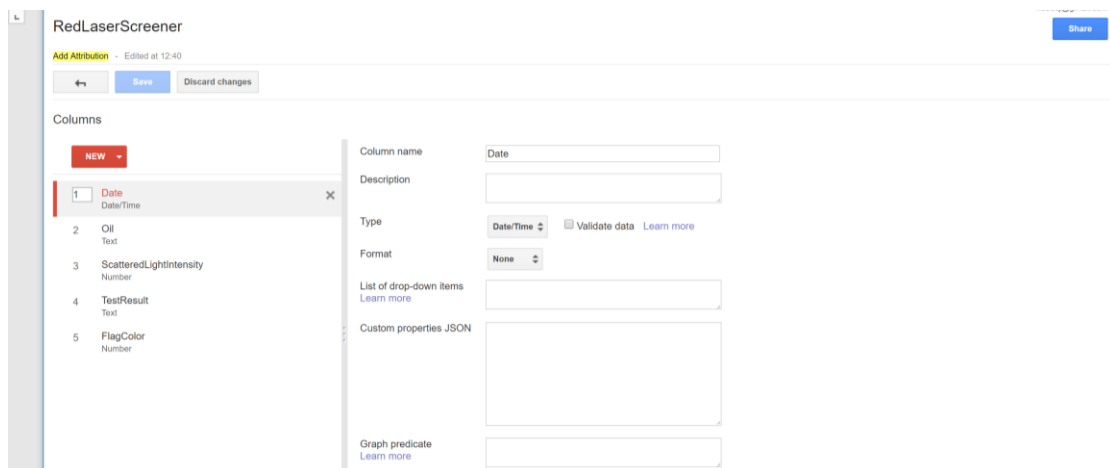 RedLaserScreener
Share
Add Attribution - Edited at 12:40
Save Discard changes
Columns
NEW
1 Date
Date/Time
2 Oil
Text
3 ScatteredLightIntensity
Number
4 TestResult
Text
5 FlagColor
Number
Column name Date
Description
Type Date/Time Validate data Learn more
Format None
List of drop-down items
Learn more
Custom properties JSON
Graph predicate
Learn more